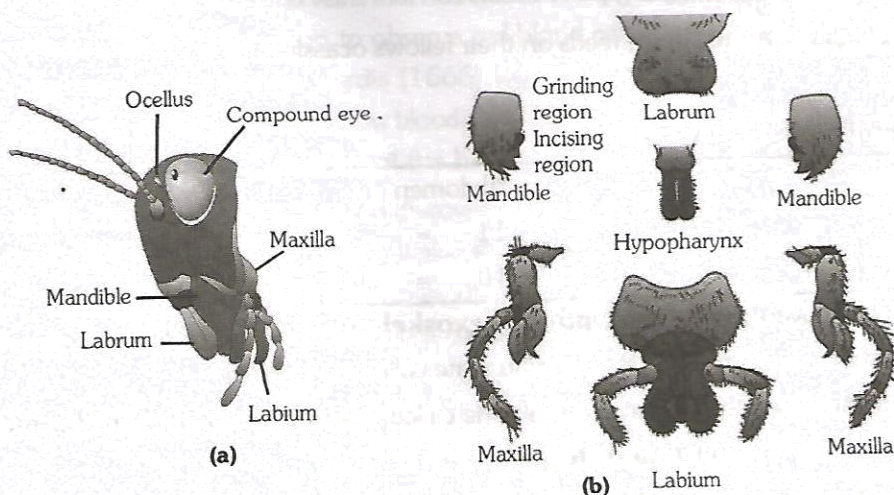 Ocellus
Compound eye .
Maxilla
Mandible
Labrum
Labium
(a)
Grinding
region
Incising
region
Mandible
Labrum
Mandible
Hypopharynx
Maxilla
Labium
Maxilla
(b)